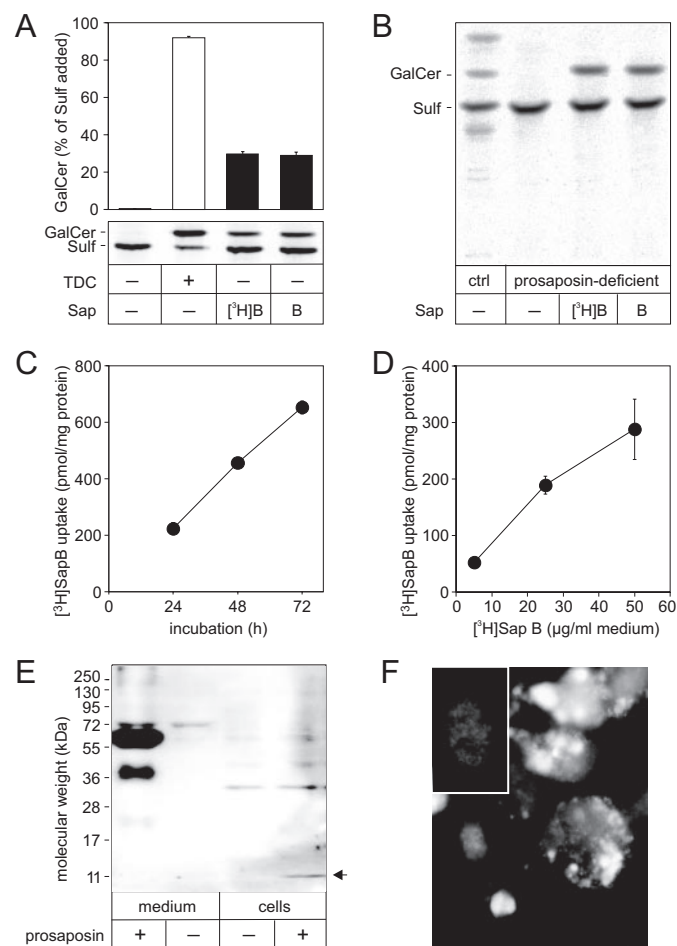 A
GalCer (% of Sulf added)
100
80
60
40
20
0
GalCer
Sulf
TDC – + – –
Sap – – [³H]B B
B
GalCer -
Sulf -
ctrl prosaposin-deficient
Sap – – [³H]B B
C
[³H]SapB uptake (pmol/mg protein)
800
600
400
200
0
0 24 48 72
incubation (h)
D
[³H]SapB uptake (pmol/mg protein)
400
300
200
100
0
0 10 20 30 40 50 60
[³H]Sap B (µg/ml medium)
E
molecular weight (kDa)
250 -
130 -
95 -
72 -
55 -
36 -
28 -
17 -
11 -
medium cells
prosaposin + – – +
F